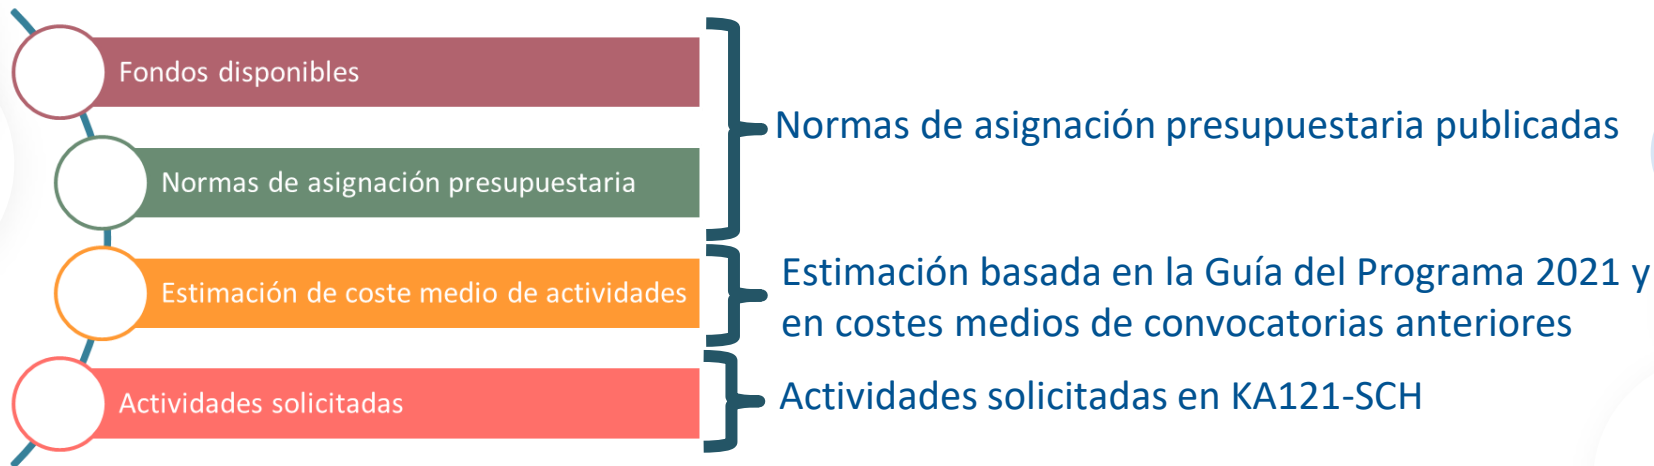 Fondos disponibles
Normas de asignación presupuestaria
Normas de asignación presupuestaria publicadas
Estimación de coste medio de actividades
Estimación basada en la Guía del Programa 2021 y
en costes medios de convocatorias anteriores
Actividades solicitadas
Actividades solicitadas en KA121-SCH